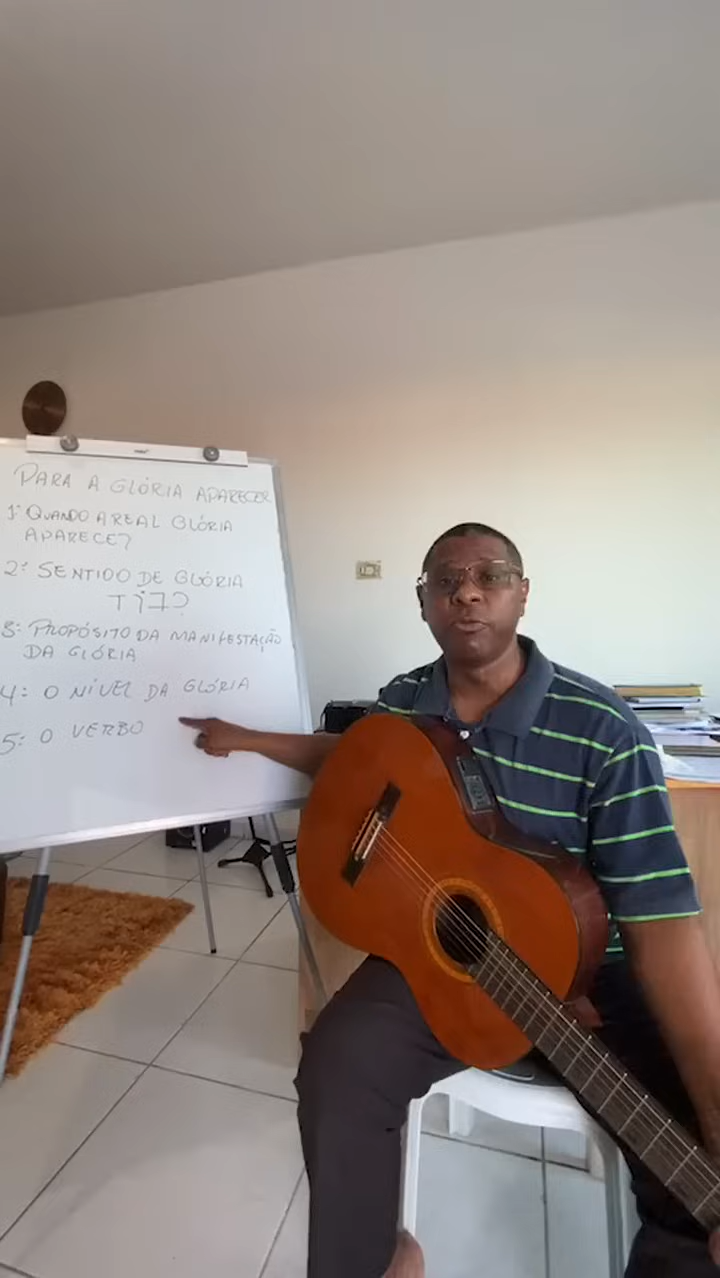 PARA A GLÓRIA APARECER
1º QUANDO A REAL GLÓRIA
APARECE?
2º SENTIDO DE GLÓRIA
3º PROPÓSITO DA MANIFESTAÇÃO
DA GLÓRIA
4: O NÍVEL DA GLÓRIA
5: O VERBO